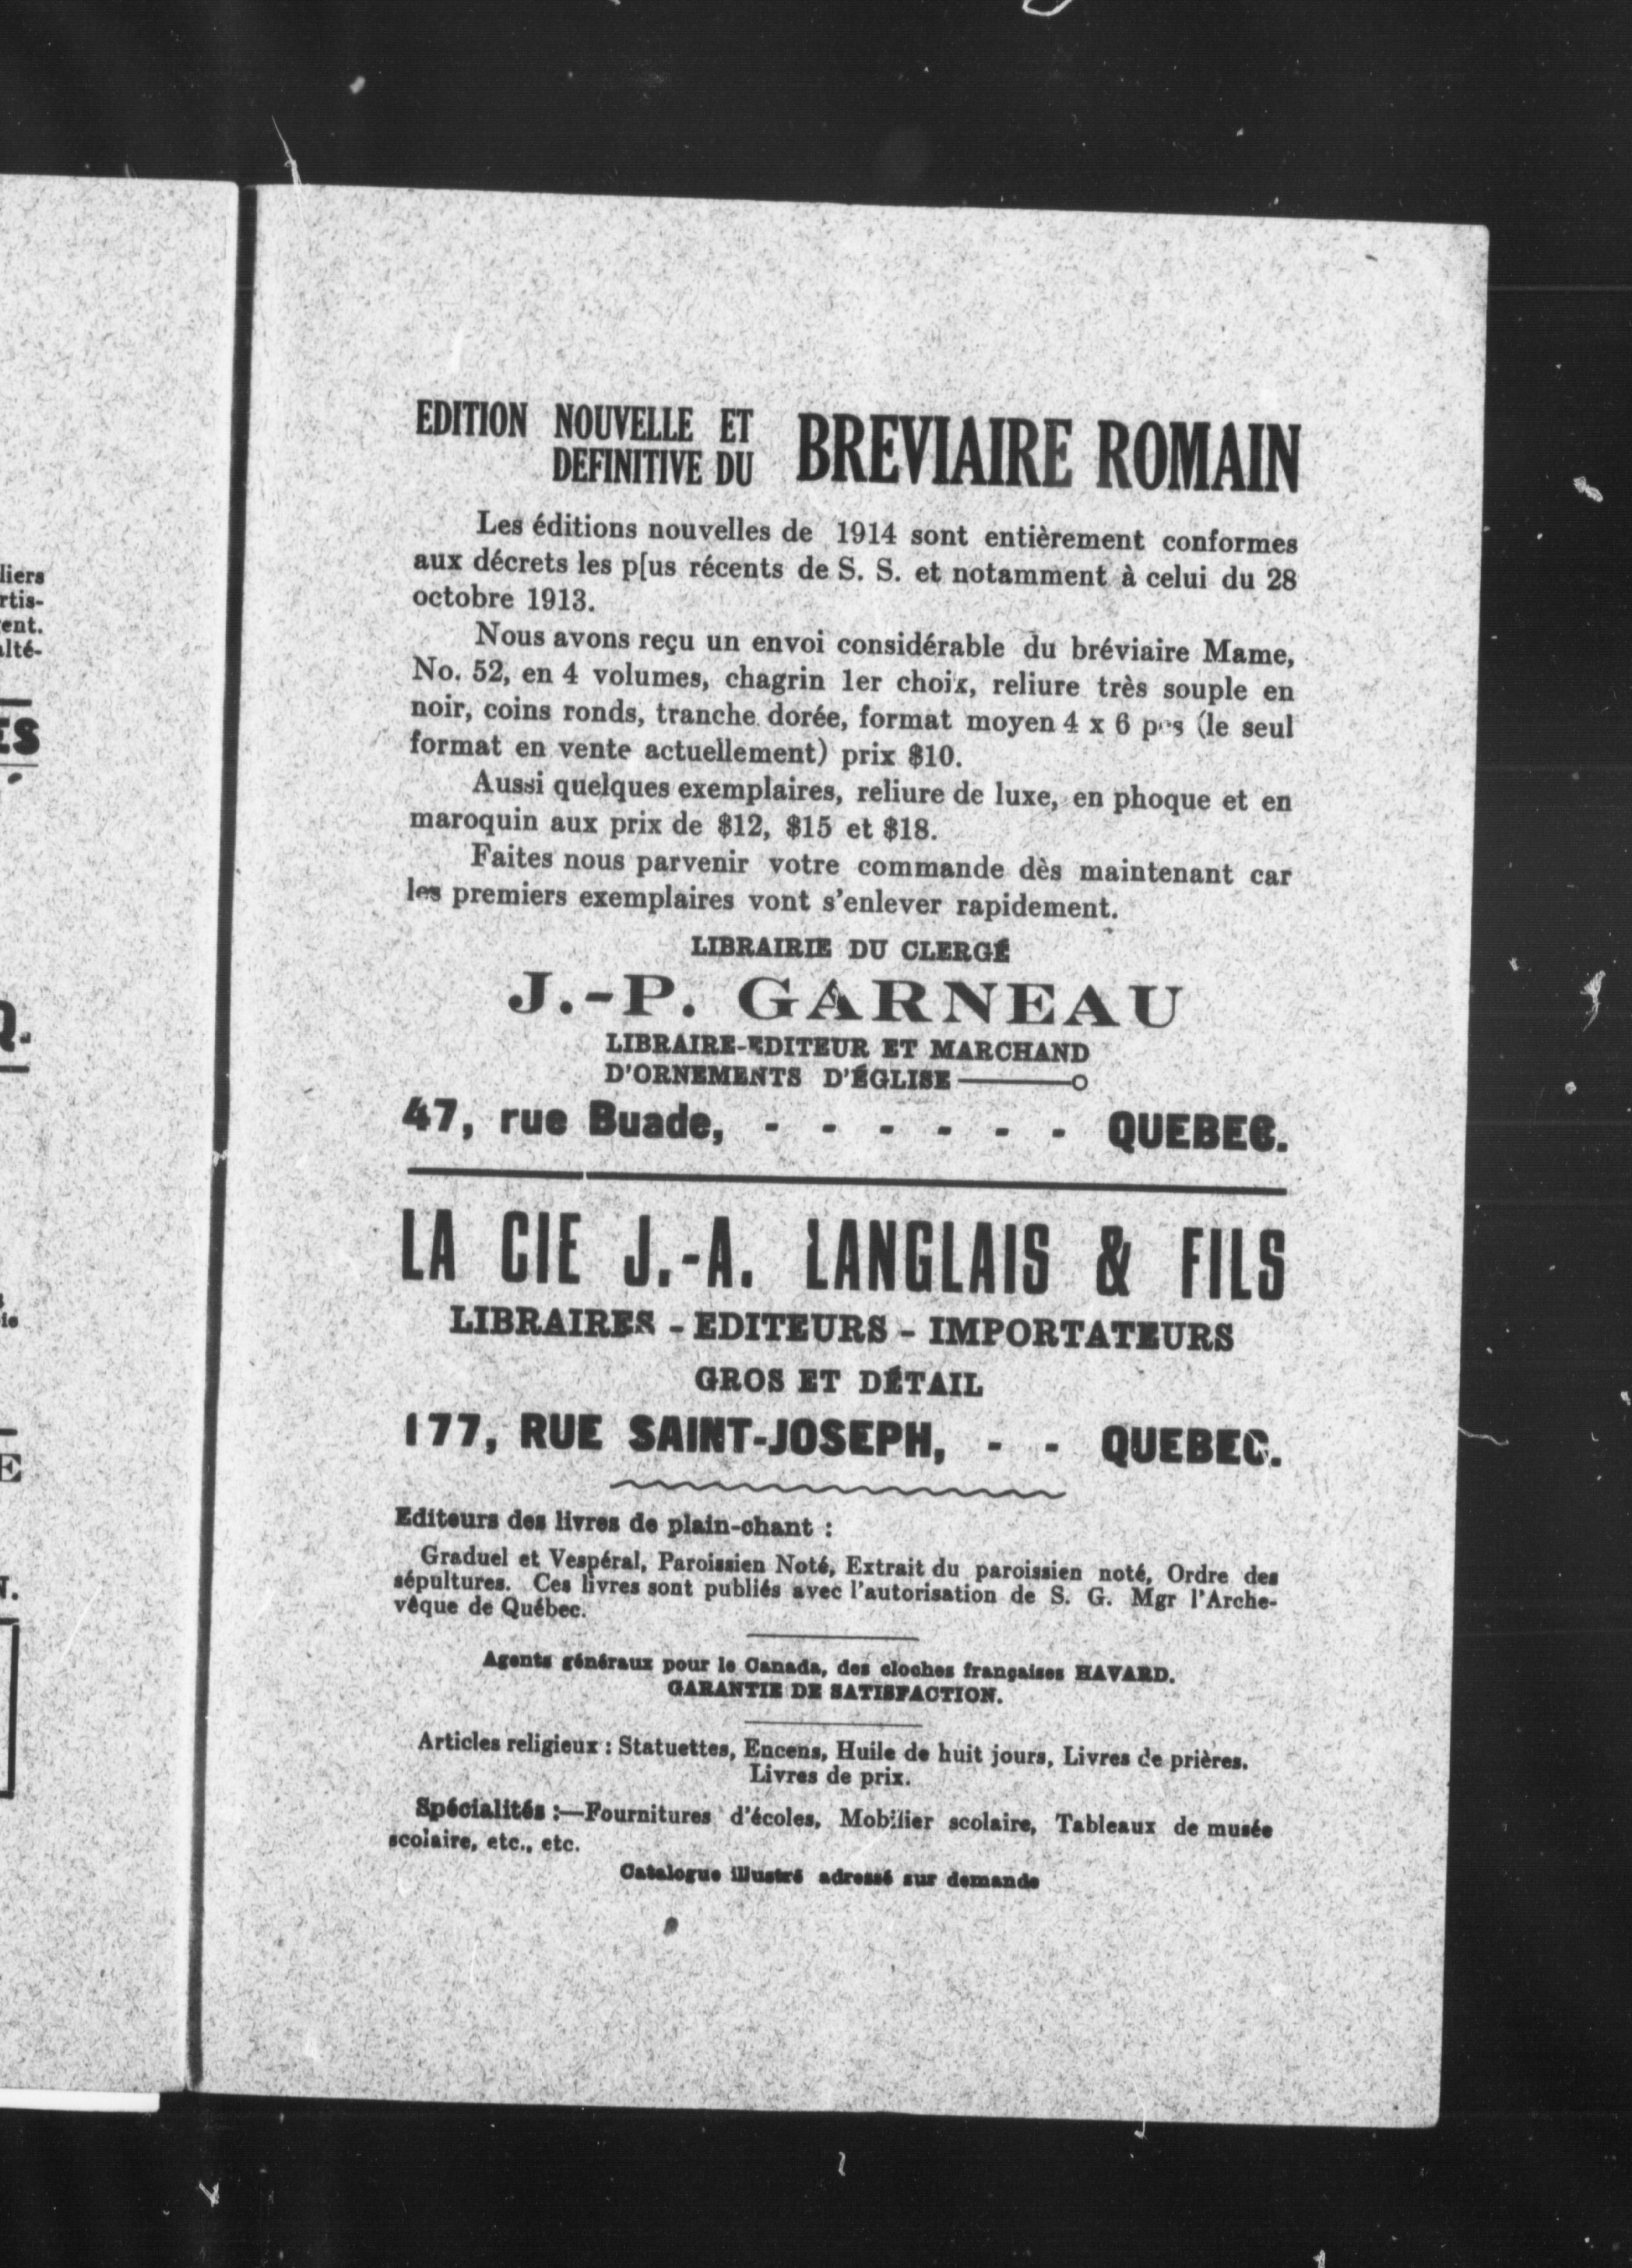 EDITION NOUVELLE ET
DEFINITIVE DU
BREVIAIRE ROMAIN
Les éditions nouvelles de 1914 sont entièrement conformes
aux décrets les p[us récents de S. S. et notamment à celui du 28
octobre 1913.
Nous avons reçu un envoi considérable du bréviaire Mame,
No. 52, en 4 volumes, chagrin 1er choix, reliure très souple en
noir, coins ronds, tranche dorée, format moyen 4 x 6 pcs (le seul
format en vente actuellement) prix $10.
Aussi quelques exemplaires, reliure de luxe, en phoque et en
maroquin aux prix de $12, $15 et $18.
Faites nous parvenir votre commande dès maintenant car
les premiers exemplaires vont s'enlever rapidement.
LIBRAIRIE DU CLERGÉ
J.-P. GARNEAU
LIBRAIRE-EDITEUR ET MARCHAND
D'ORNEMENTS D'ÉGLISE
47, rue Buade, - - - - - - QUEBEC.
LA CIE J.-A. LANGLAIS & FILS
LIBRAIRES - EDITEURS - IMPORTATEURS
GROS ET DÉTAIL
177, RUE SAINT-JOSEPH, - - QUEBEC.
Editeurs des livres de plain-chant :
Graduel et Vespéral, Paroissien Noté, Extrait du paroissien noté, Ordre des
sépultures. Ces livres sont publiés avec l'autorisation de S. G. Mgr l'Arche-
vêque de Québec.
Agents généraux pour le Canada, des cloches françaises HAVARD.
GARANTIE DE SATISFACTION.
Articles religieux : Statuettes, Encens, Huile de huit jours, Livres de prières.
Livres de prix.
Spécialités :—Fournitures d'écoles, Mobilier scolaire, Tableaux de musée
scolaire, etc., etc.
Catalogue illustré adressé sur demande